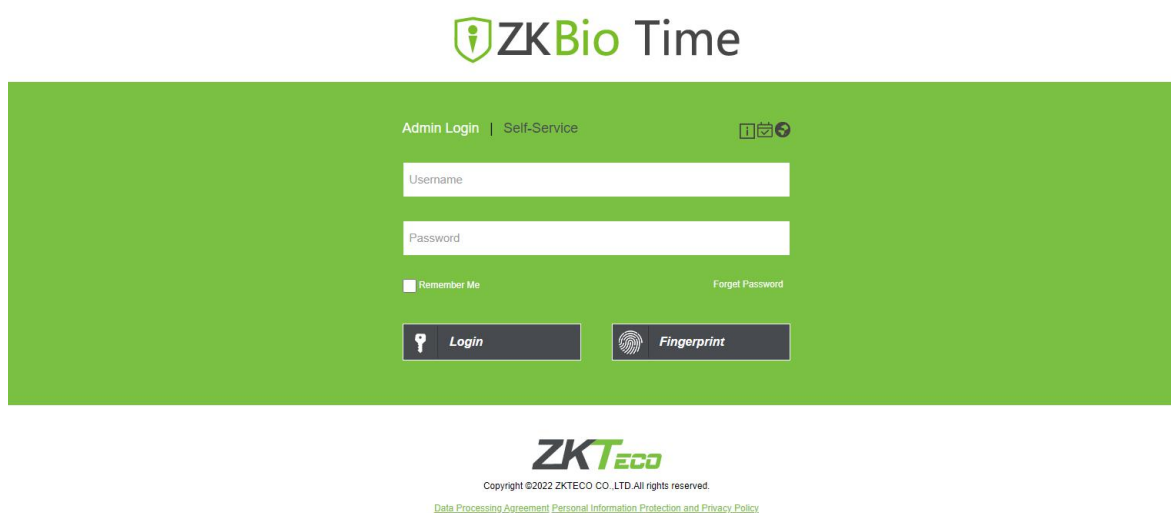 ZKBio Time
Admin Login | Self-Service
Username
Password
Remember Me Forget Password
Login Fingerprint
ZKTECO
Copyright ©2022 ZKTECO CO.,LTD.All rights reserved.
Data Processing Agreement Personal Information Protection and Privacy Policy